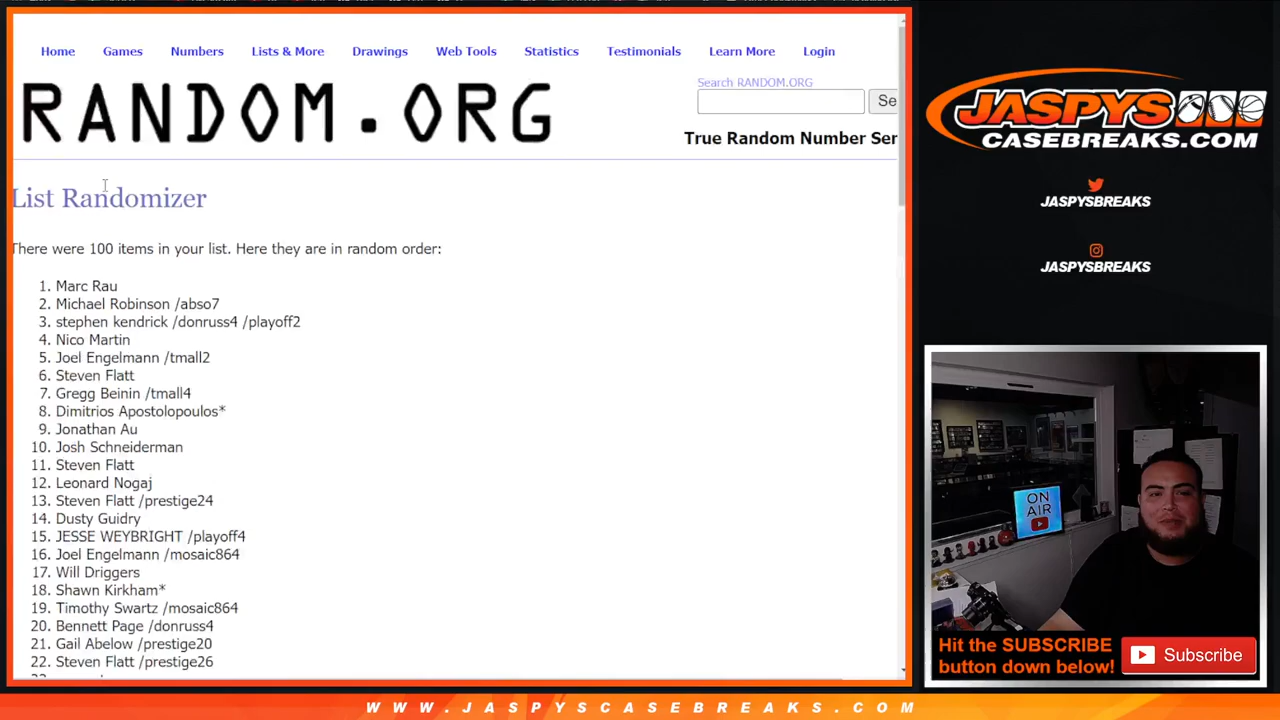 Home Games Numbers Lists & More Drawings Web Tools Statistics Testimonials Learn More Login
RANDOM.ORG
Search RANDOM.ORG
Se
True Random Number Ser
List Randomizer
There were 100 items in your list. Here they are in random order:
1. Marc Rau
2. Michael Robinson /abso7
3. stephen kendrick /donruss4 /playoff2
4. Nico Martin
5. Joel Engelmann /tmall2
6. Steven Flatt
7. Gregg Beinin /tmall4
8. Dimitrios Apostolopoulos*
9. Jonathan Au
10. Josh Schneiderman
11. Steven Flatt
12. Leonard Nogaj
13. Steven Flatt /prestige24
14. Dusty Guidry
15. JESSE WEYBRIGHT /playoff4
16. Joel Engelmann /mosaic864
17. Will Driggers
18. Shawn Kirkham*
19. Timothy Swartz /mosaic864
20. Bennett Page /donruss4
21. Gail Abelow /prestige20
22. Steven Flatt /prestige26
JASPYS
CASEBREAKS.COM
JASPYSBREAKS
JASPYSBREAKS
ON
AIR
Hit the SUBSCRIBE
button down below!
Subscribe
WWW.JASPYSCASEBREAKS.COM